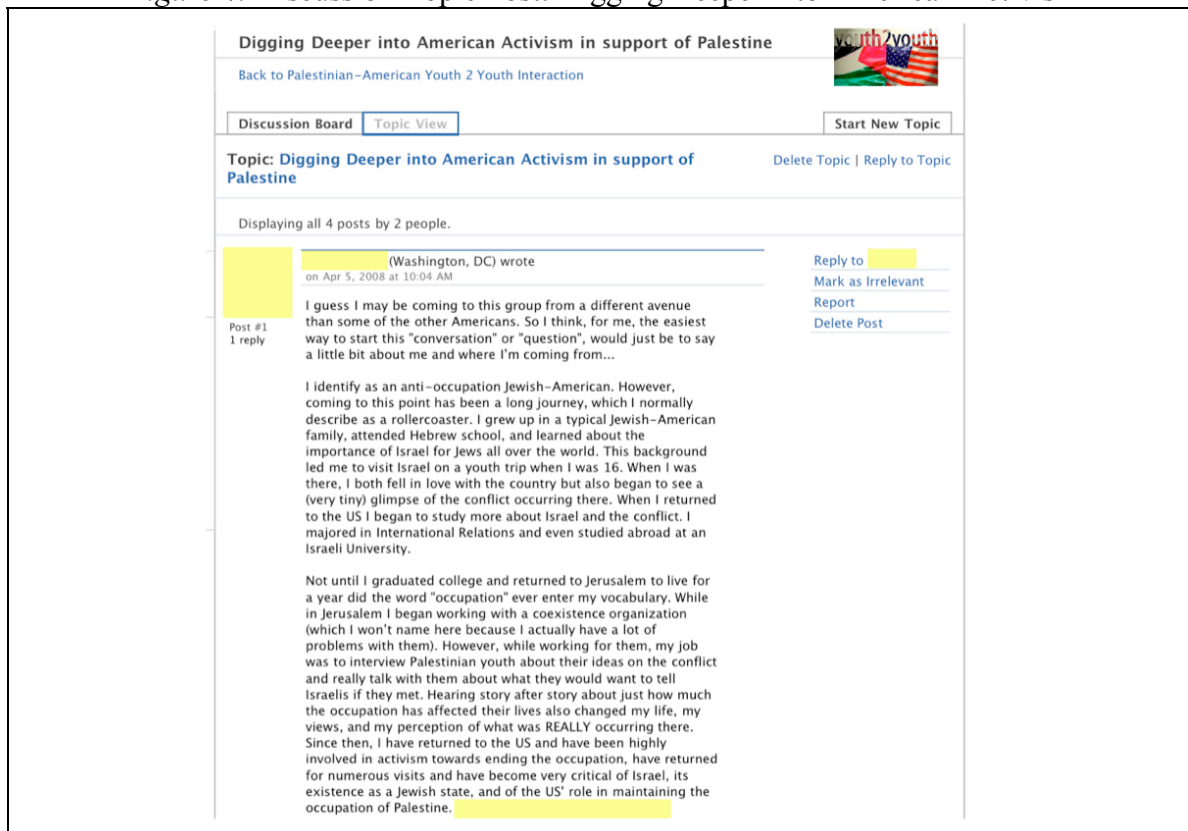 Digging Deeper into American Activism in support of Palestine
youth2youth
Back to Palestinian-American Youth 2 Youth Interaction
Discussion Board
Topic View
Start New Topic
Topic: Digging Deeper into American Activism in support of
Palestine
Delete Topic | Reply to Topic
Displaying all 4 posts by 2 people.
(Washington, DC) wrote
on Apr 5, 2008 at 10:04 AM
Post #1
1 reply
Reply to
Mark as Irrelevant
Report
Delete Post
I guess I may be coming to this group from a different avenue
than some of the other Americans. So I think, for me, the easiest
way to start this "conversation" or "question", would just be to say
a little bit about me and where I'm coming from...
I identify as an anti-occupation Jewish-American. However,
coming to this point has been a long journey, which I normally
describe as a rollercoaster. I grew up in a typical Jewish-American
family, attended Hebrew school, and learned about the
importance of Israel for Jews all over the world. This background
led me to visit Israel on a youth trip when I was 16. When I was
there, I both fell in love with the country but also began to see a
(very tiny) glimpse of the conflict occurring there. When I returned
to the US I began to study more about Israel and the conflict. I
majored in International Relations and even studied abroad at an
Israeli University.
Not until I graduated college and returned to Jerusalem to live for
a year did the word "occupation" ever enter my vocabulary. While
in Jerusalem I began working with a coexistence organization
(which I won't name here because I actually have a lot of
problems with them). However, while working for them, my job
was to interview Palestinian youth about their ideas on the conflict
and really talk with them about what they would want to tell
Israelis if they met. Hearing story after story about just how much
the occupation has affected their lives also changed my life, my
views, and my perception of what was REALLY occurring there.
Since then, I have returned to the US and have been highly
involved in activism towards ending the occupation, have returned
for numerous visits and have become very critical of Israel, its
existence as a Jewish state, and of the US' role in maintaining the
occupation of Palestine.